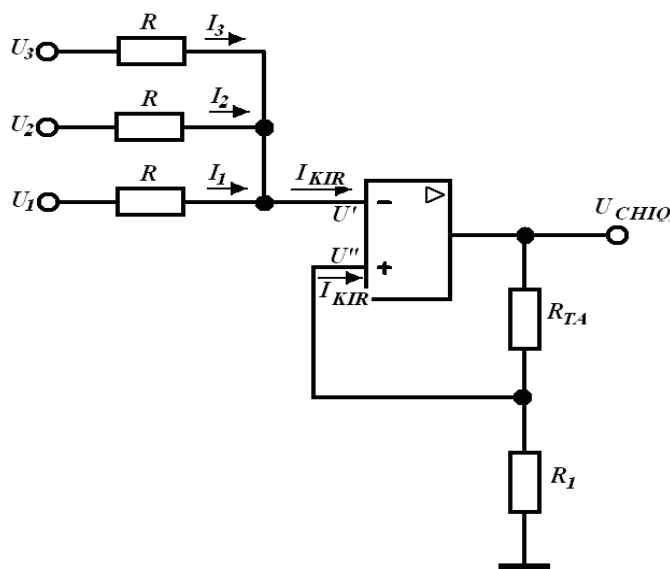 R
I3
U3
R
I2
U2
R
I1
IKIR
U1
U'
-
UCHIQ
U"
+
IKIR
RTA
R1